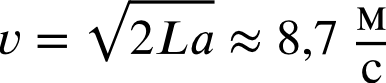 v = √(2La) ≈ 8,7 м/с